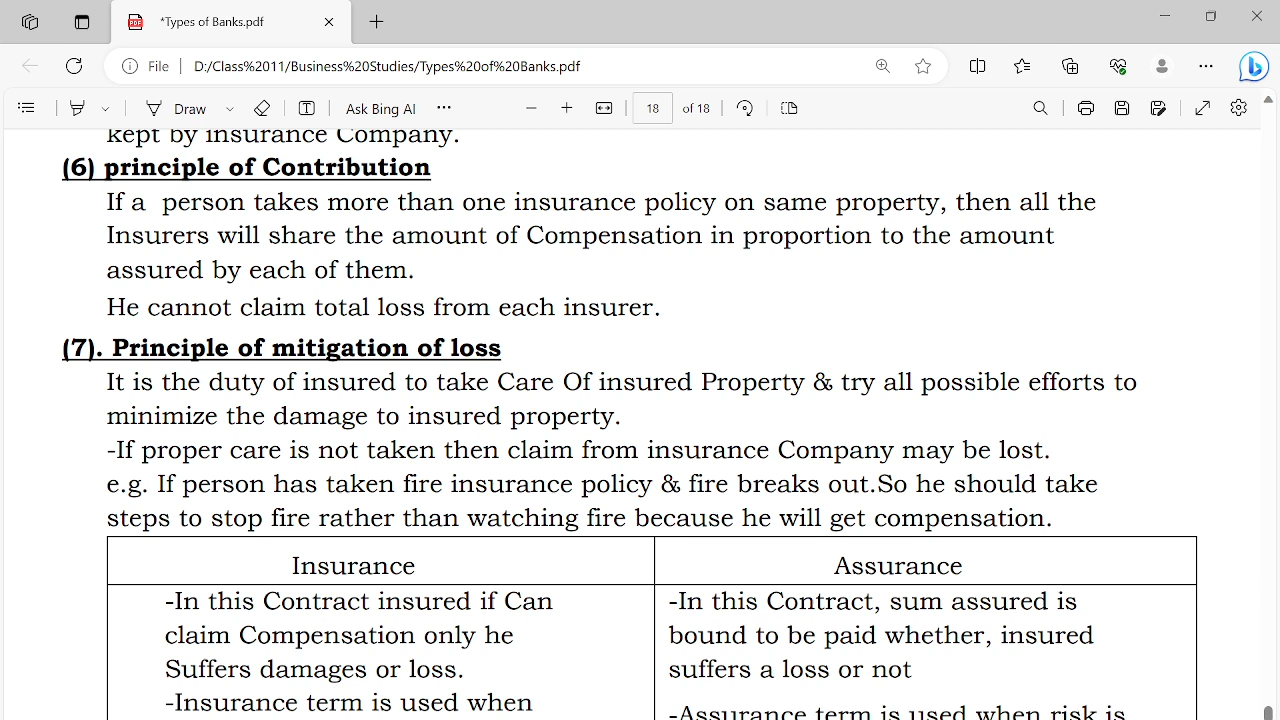 *Types of Banks.pdf
File | D:/Class%2011/Business%20Studies/Types%20of%20Banks.pdf
Draw
Ask Bing AI
18 of 18
kept by insurance Company.
(6) principle of Contribution
If a person takes more than one insurance policy on same property, then all the
Insurers will share the amount of Compensation in proportion to the amount
assured by each of them.
He cannot claim total loss from each insurer.
(7). Principle of mitigation of loss
It is the duty of insured to take Care Of insured Property & try all possible efforts to
minimize the damage to insured property.
-If proper care is not taken then claim from insurance Company may be lost.
e.g. If person has taken fire insurance policy & fire breaks out.So he should take
steps to stop fire rather than watching fire because he will get compensation.
Insurance
-In this Contract insured if Can
claim Compensation only he
Suffers damages or loss.
-Insurance term is used when
Assurance
-In this Contract, sum assured is
bound to be paid whether, insured
suffers a loss or not
-Assurance term is used when risk is